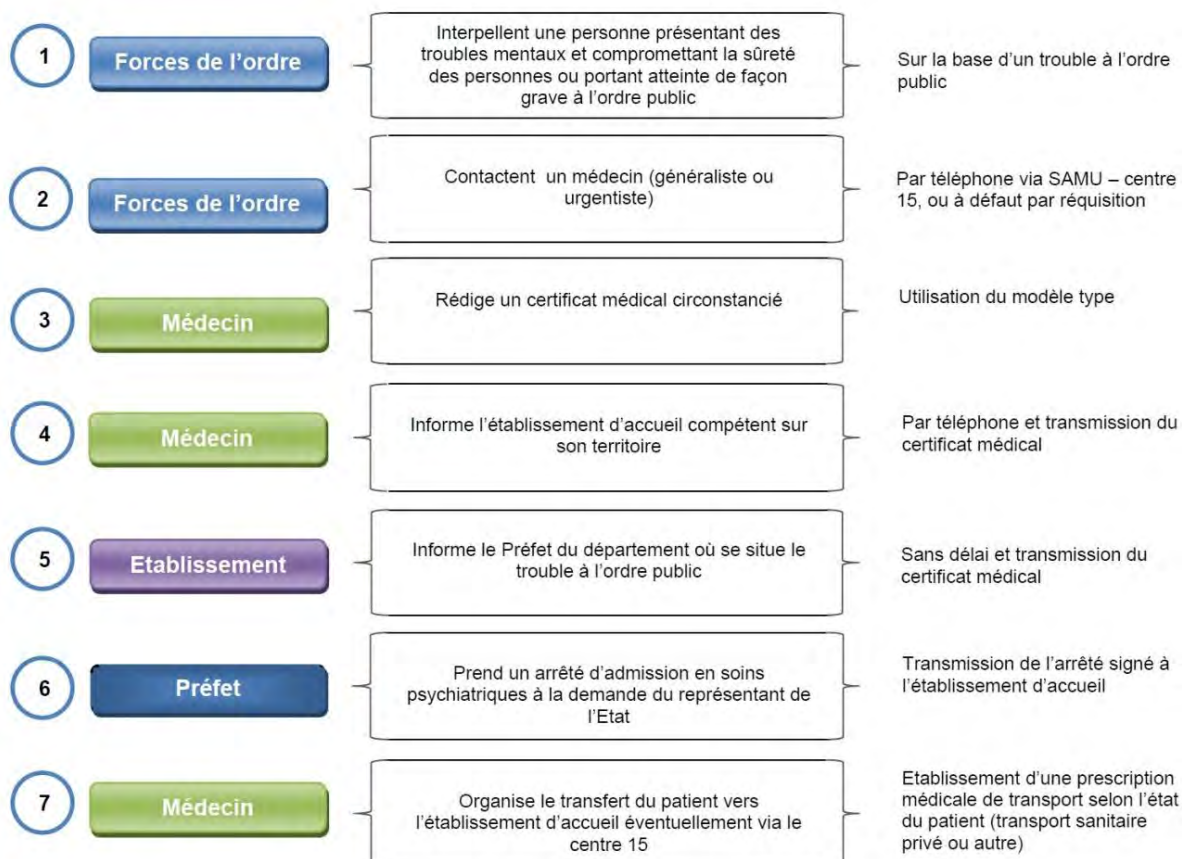 1
Forces de l’ordre
Interpellent une personne présentant des
troubles mentaux et compromettant la sûreté
des personnes ou portant atteinte de façon
grave à l’ordre public
Sur la base d’un trouble à l’ordre
public
2
Forces de l’ordre
Contactent un médecin (généraliste ou
urgentiste)
Par téléphone via SAMU – centre
15, ou à défaut par réquisition
3
Médecin
Rédige un certificat médical circonstancié
Utilisation du modèle type
4
Médecin
Informe l’établissement d’accueil compétent sur
son territoire
Par téléphone et transmission du
certificat médical
5
Etablissement
Informe le Préfet du département où se situe le
trouble à l’ordre public
Sans délai et transmission du
certificat médical
6
Préfet
Prend un arrêté d’admission en soins
psychiatriques à la demande du représentant de
l’Etat
Transmission de l’arrêté signé à
l’établissement d’accueil
7
Médecin
Organise le transfert du patient vers
l’établissement d’accueil éventuellement via le
centre 15
Etablissement d’une prescription
médicale de transport selon l’état
du patient (transport sanitaire
privé ou autre)